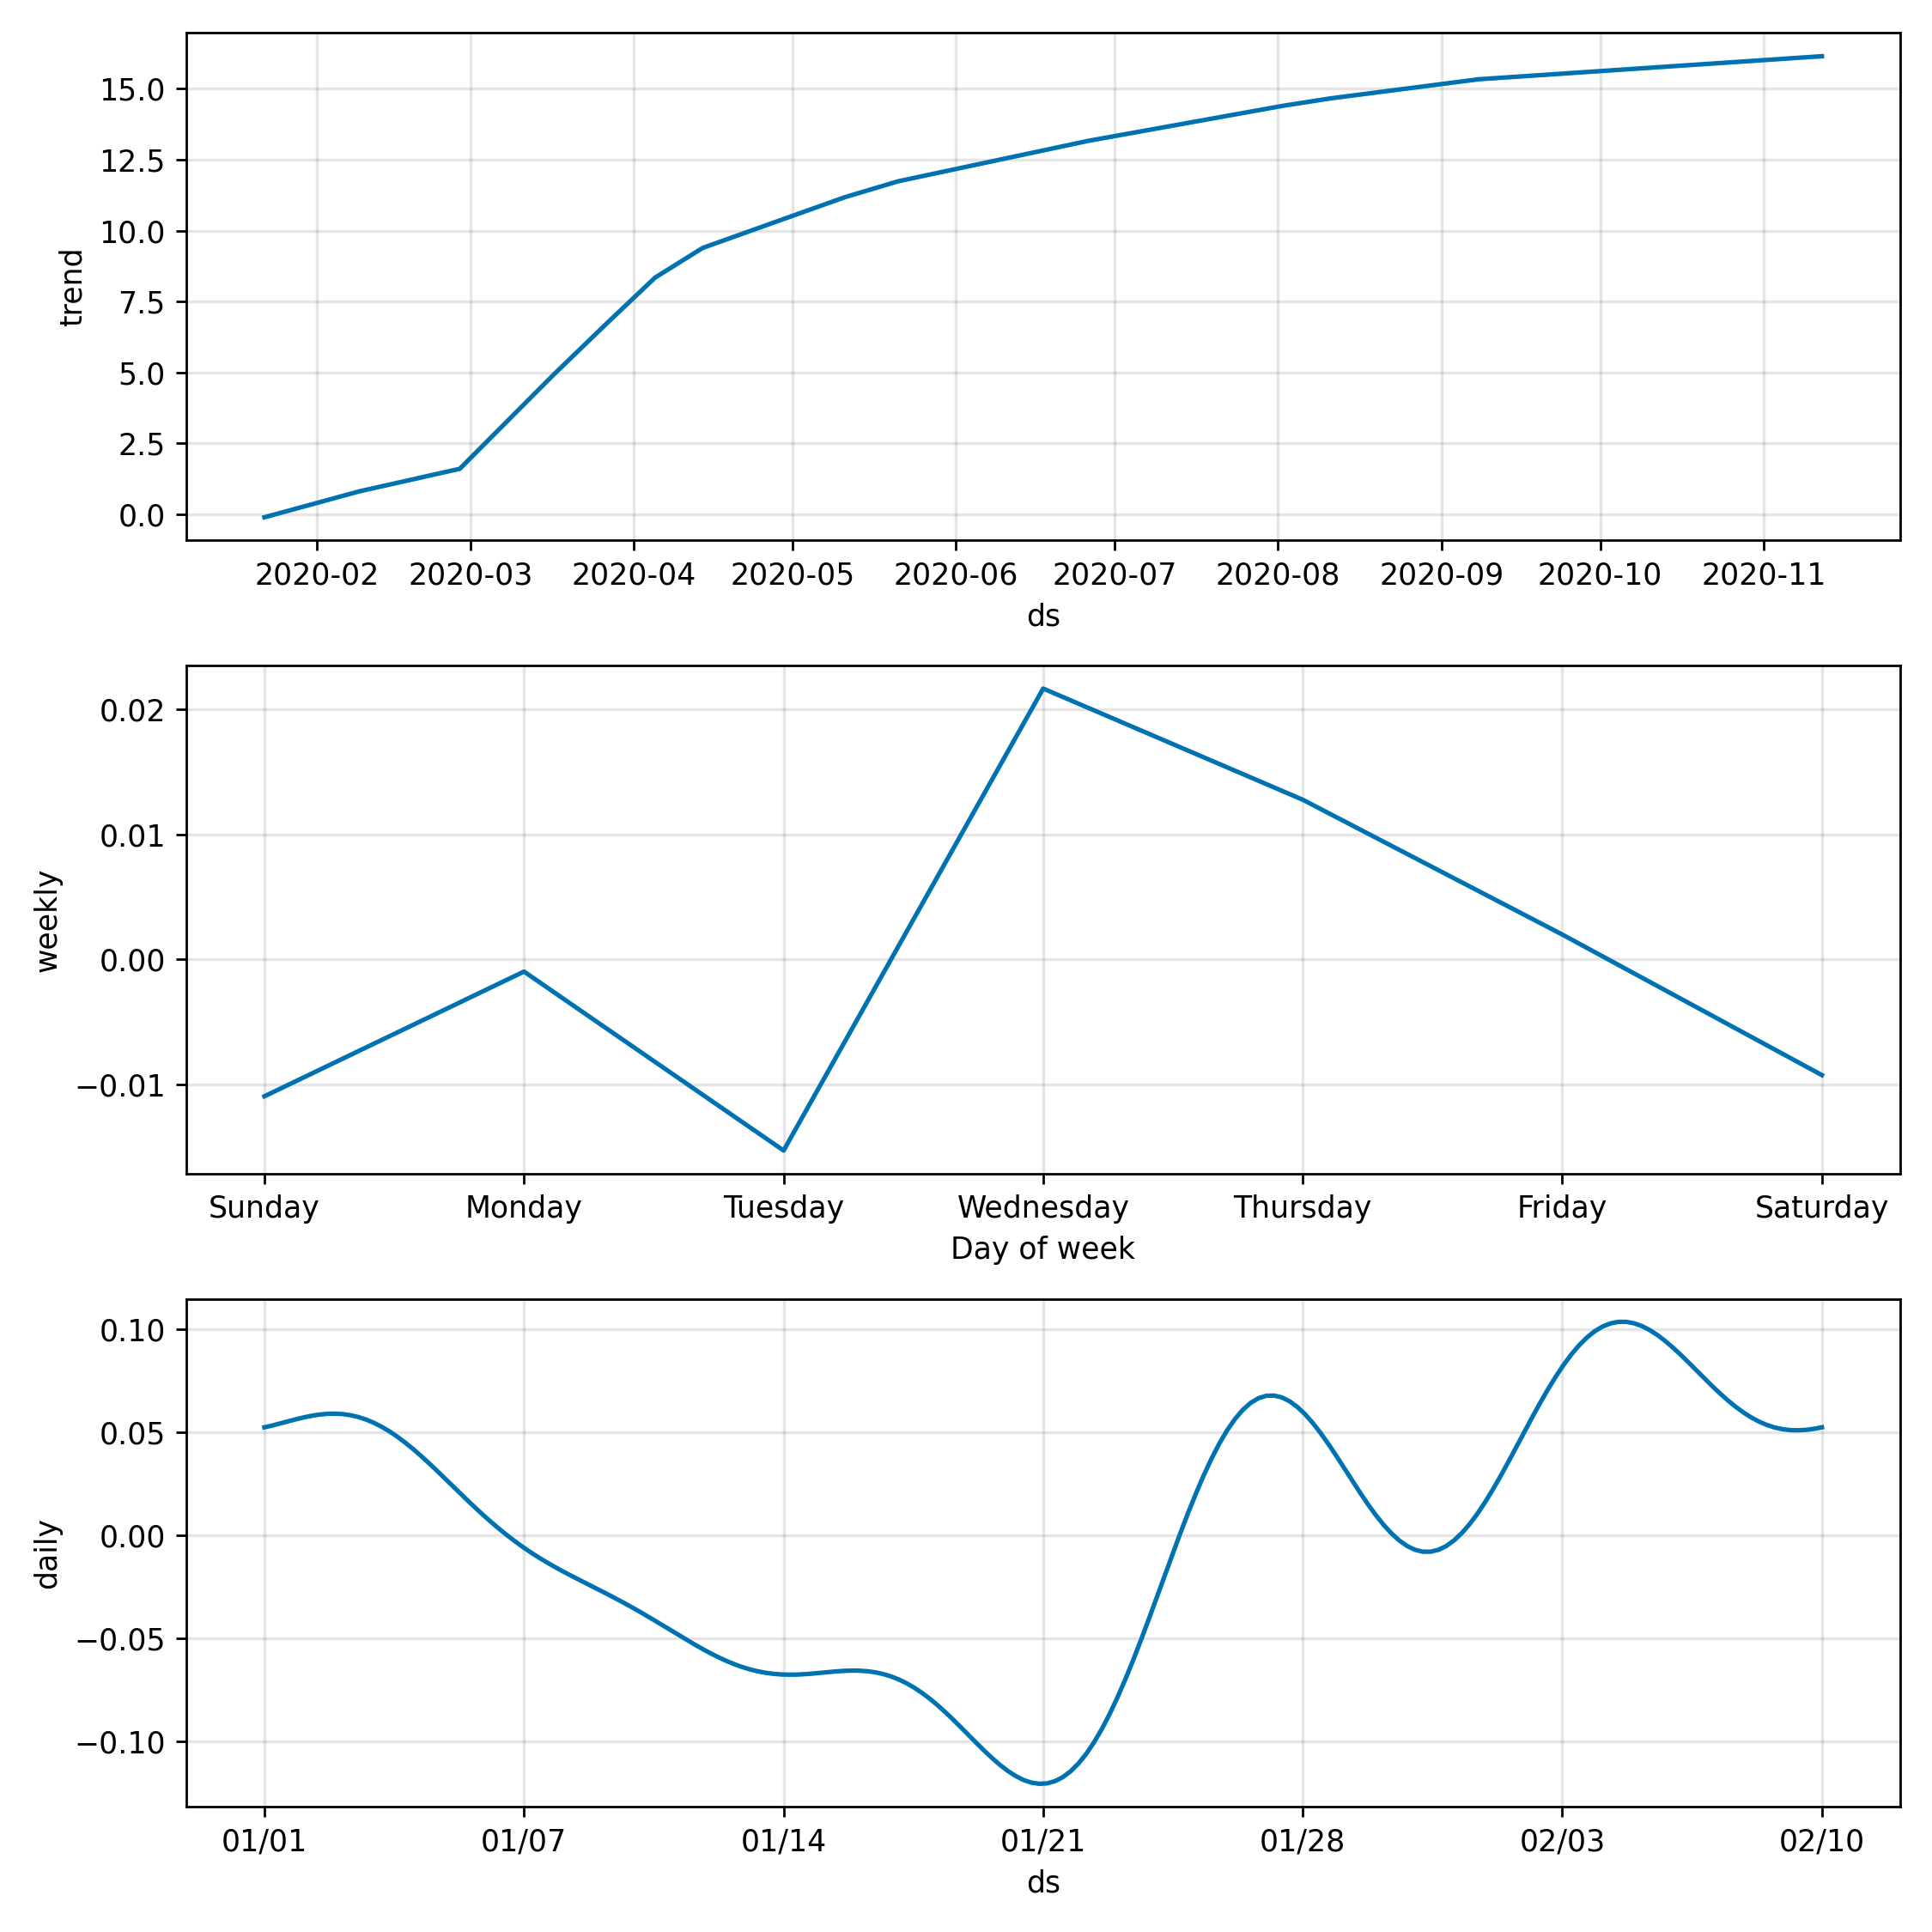 trend
15.0
12.5
10.0
7.5
5.0
2.5
0.0
2020-02 2020-03 2020-04 2020-05 2020-06 2020-07 2020-08 2020-09 2020-10 2020-11
ds
weekly
0.02
0.01
0.00
−0.01
Sunday Monday Tuesday Wednesday Thursday Friday Saturday
Day of week
daily
0.10
0.05
0.00
−0.05
−0.10
01/01 01/07 01/14 01/21 01/28 02/03 02/10
ds